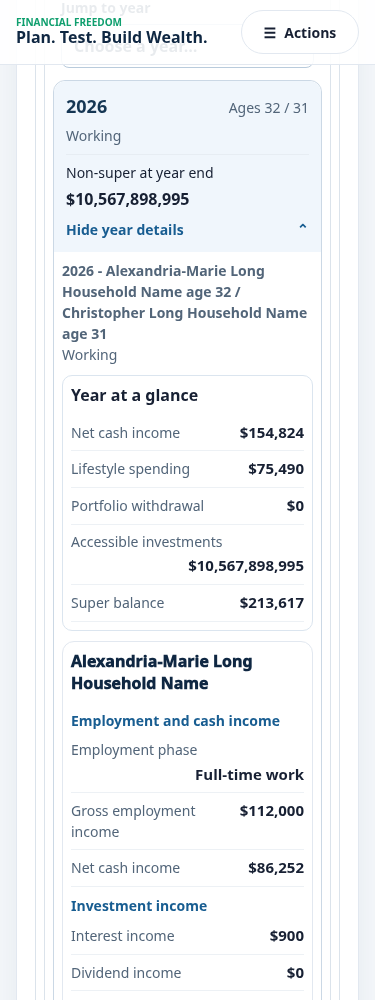 Jump to year
FINANCIAL FREEDOM
Plan. Test. Build Wealth.
☰ Actions
Choose a year...
2026
Ages 32 / 31
Working
Non-super at year end
$10,567,898,995
Hide year details
2026 - Alexandria-Marie Long
Household Name age 32 /
Christopher Long Household Name
age 31
Working
Year at a glance
Net cash income $154,824
Lifestyle spending $75,490
Portfolio withdrawal $0
Accessible investments
$10,567,898,995
Super balance $213,617
Alexandria-Marie Long
Household Name
Employment and cash income
Employment phase
Full-time work
Gross employment $112,000
income
Net cash income $86,252
Investment income
Interest income $900
Dividend income $0